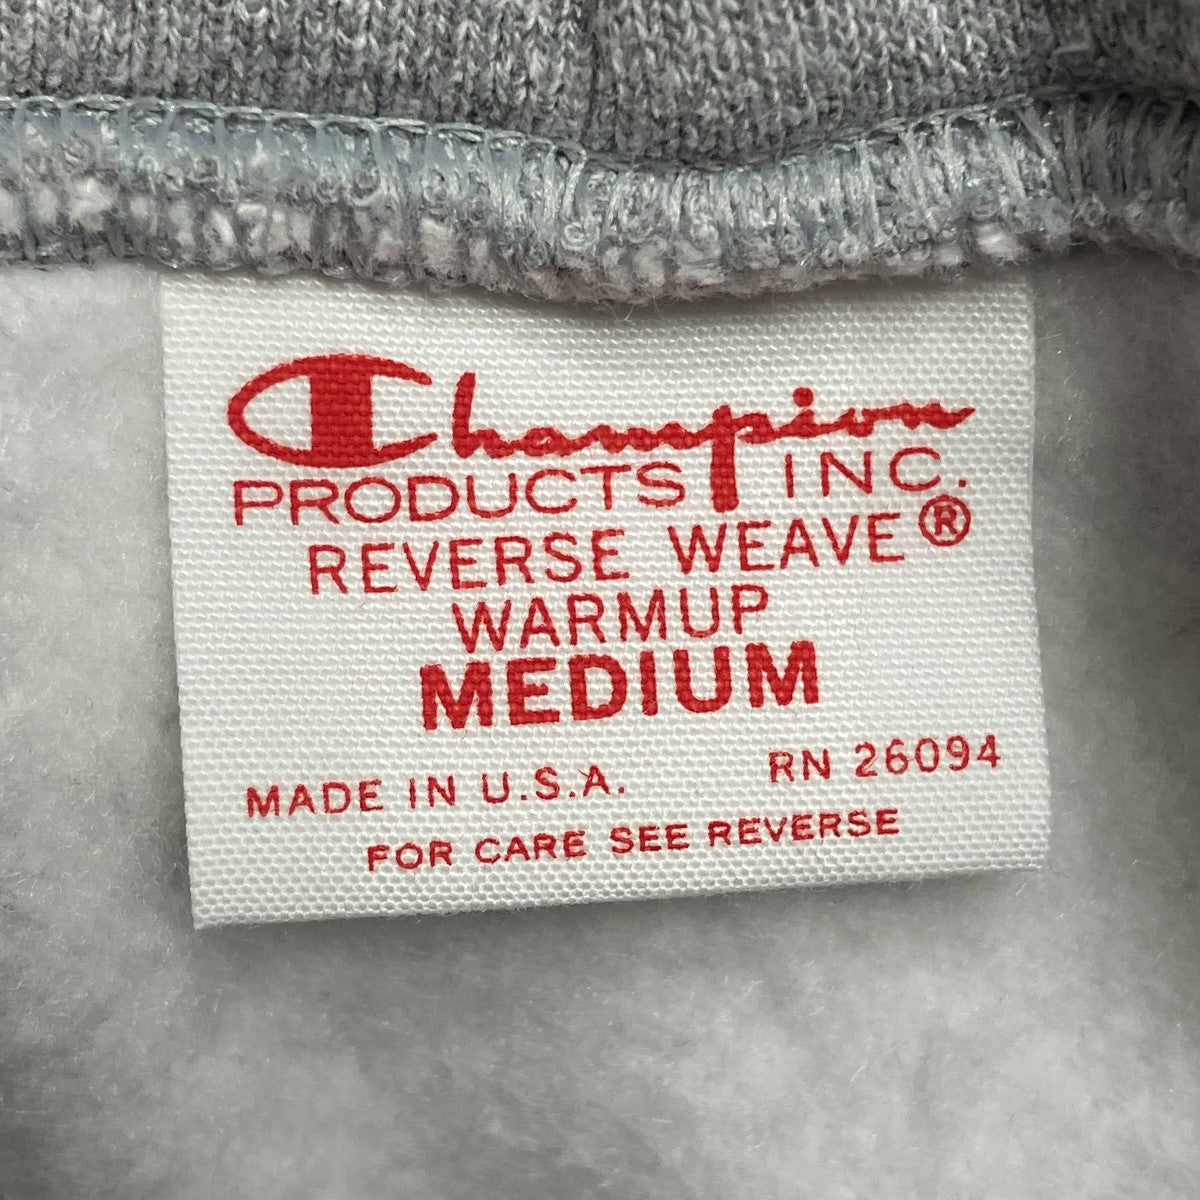 Champion
PRODUCTS INC.
REVERSE WEAVE®
WARMUP
MEDIUM
MADE IN U.S.A. RN 26094
FOR CARE SEE REVERSE